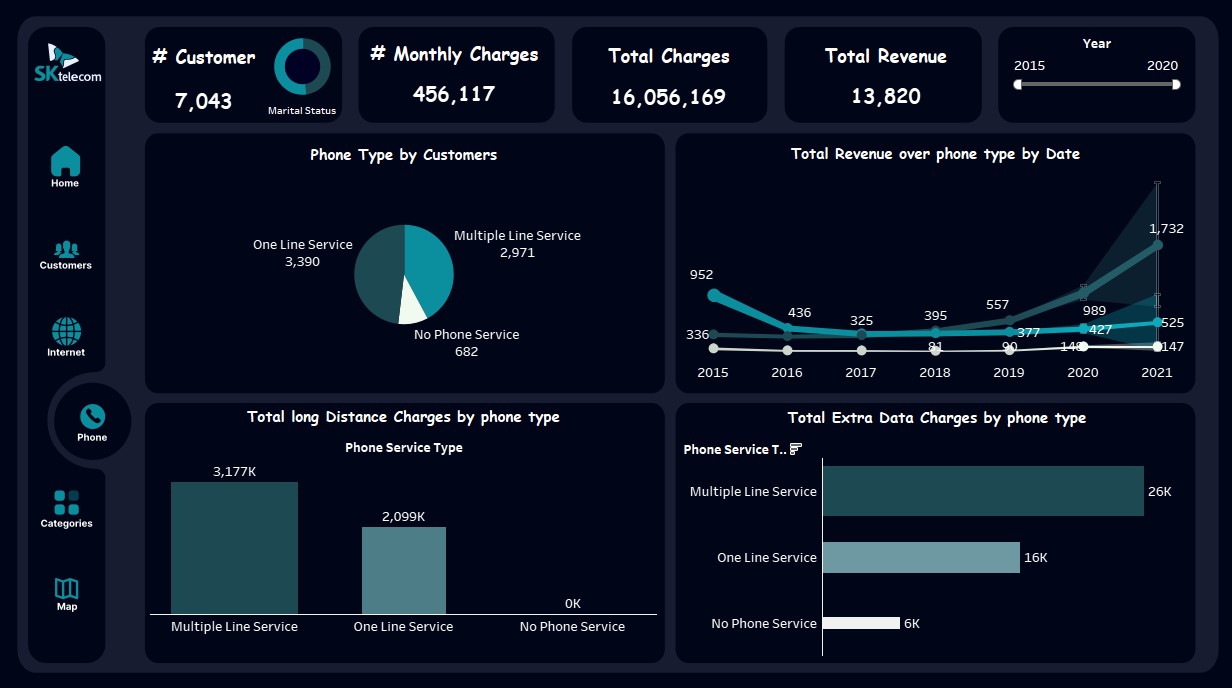 SKtelecom
Home
Customers
Internet
Phone
Categories
Map
# Customer
7,043
Marital Status
# Monthly Charges
456,117
Total Charges
16,056,169
Total Revenue
13,820
Year
2015 2020
Phone Type by Customers
One Line Service
3,390
Multiple Line Service
2,971
No Phone Service
682
Total Revenue over phone type by Date
1,732
952
557
436
395
325
989
525
336
377
427
81
90
147
2015 2016 2017 2018 2019 2020 2021
Total long Distance Charges by phone type
Phone Service Type
3,177K
2,099K
0K
Multiple Line Service One Line Service No Phone Service
Total Extra Data Charges by phone type
Phone Service T..
Multiple Line Service 26K
One Line Service 16K
No Phone Service 6K